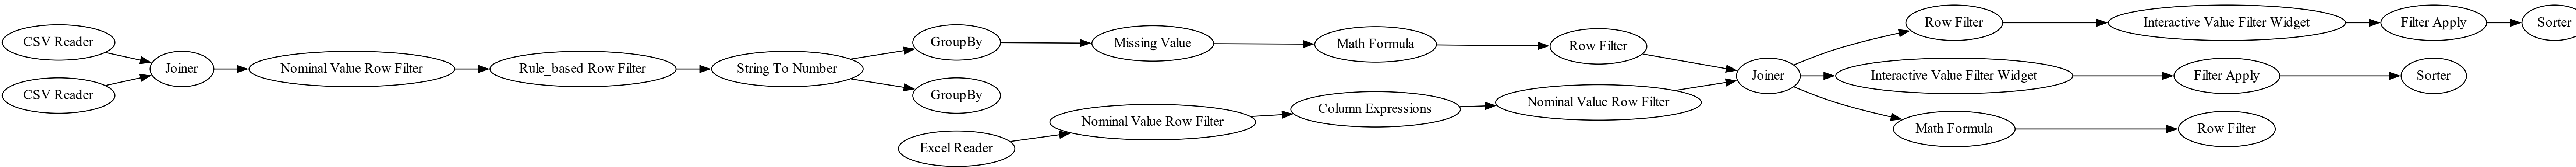 CSV Reader
CSV Reader
Joiner
Nominal Value Row Filter
Rule_based Row Filter
String To Number
GroupBy
GroupBy
Missing Value
Math Formula
Row Filter
Excel Reader
Nominal Value Row Filter
Column Expressions
Nominal Value Row Filter
Joiner
Row Filter
Interactive Value Filter Widget
Filter Apply
Sorter
Interactive Value Filter Widget
Filter Apply
Sorter
Math Formula
Row Filter